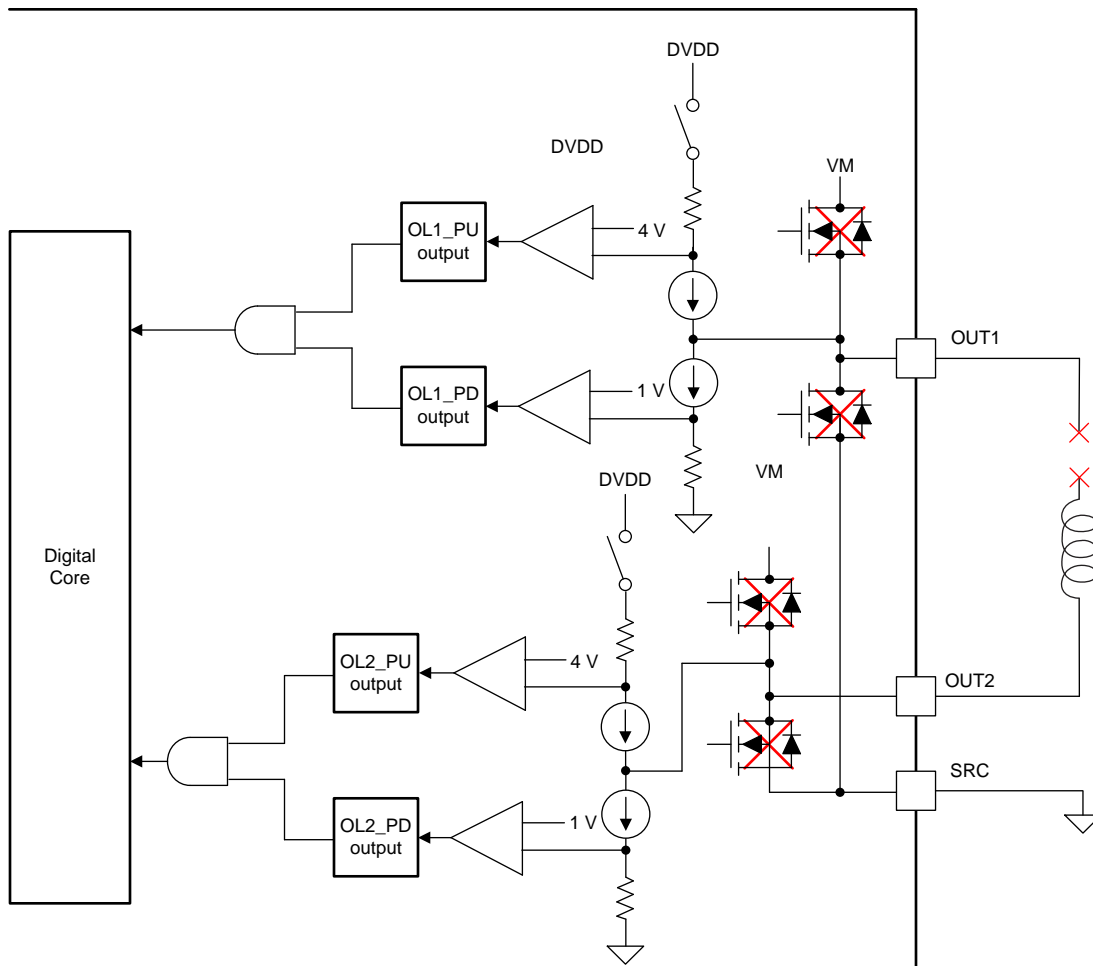 DVDD
DVDD
VM
OL1_PU
output
4 V
OUT1
OL1_PD
output
1 V
VM
DVDD
Digital
Core
OL2_PU
output
4 V
OUT2
SRC
OL2_PD
output
1 V